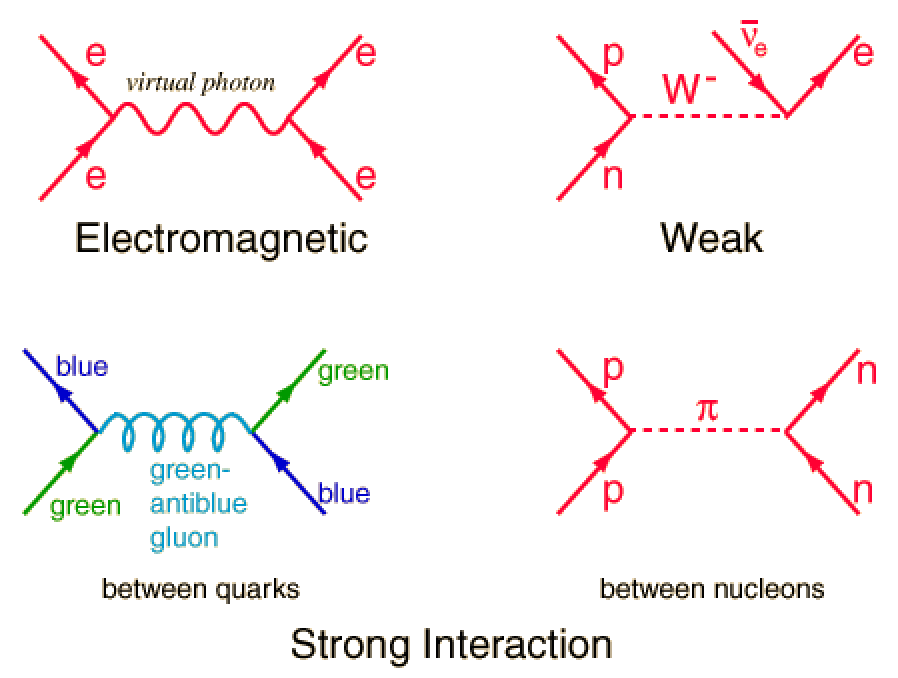 e
e
virtual photon
e
e
Electromagnetic
p
W⁻
ν̅ₑ
e
n
Weak
blue
green
green-
antiblue
gluon
green
blue
between quarks
p
π
n
p
n
between nucleons
Strong Interaction